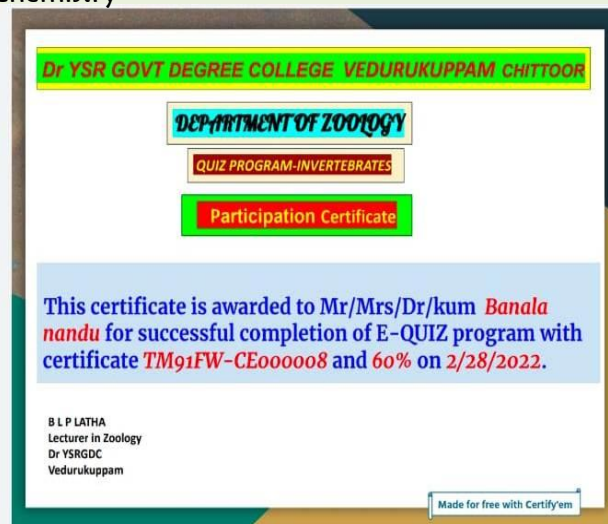 Dr YSR GOVT DEGREE COLLEGE VEDURUKUPPAM CHITTOOR
DEPARTMENT OF ZOOLOGY
QUIZ PROGRAM-INVERTEBRATES
Participation Certificate
This certificate is awarded to Mr/Mrs/Dr/kum Banala
nandu for successful completion of E-QUIZ program with
certificate TM91FW-CE000008 and 60% on 2/28/2022.
B L P LATHA
Lecturer in Zoology
Dr YSRGDC
Vedurukuppam
Made for free with Certify'em